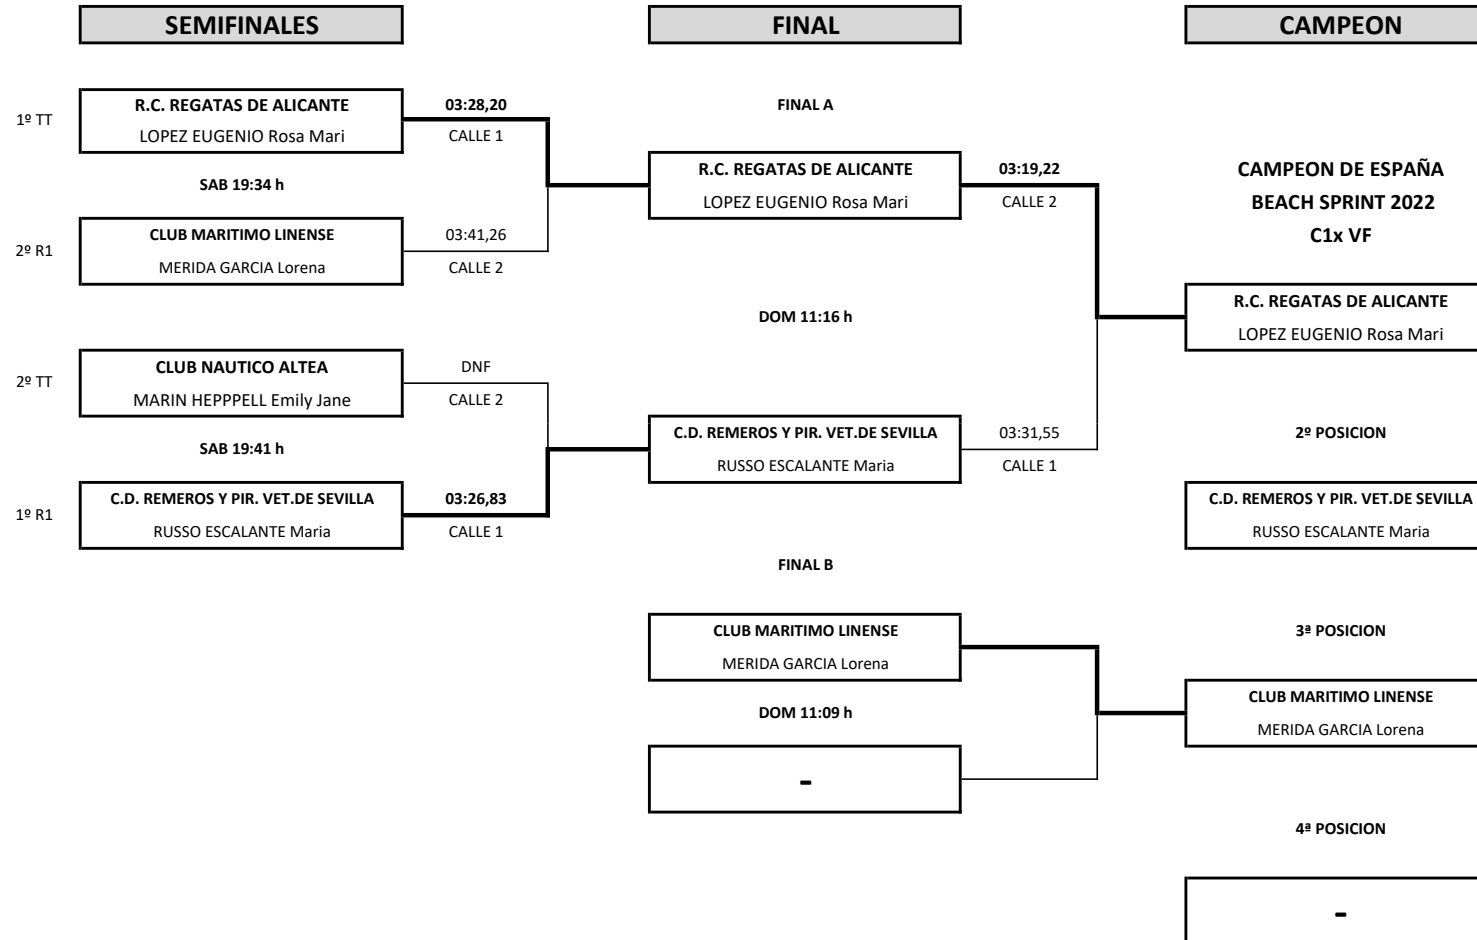 SEMIFINALES
FINAL
CAMPEON
1º TT
R.C. REGATAS DE ALICANTE
LOPEZ EUGENIO Rosa Mari
03:28,20
CALLE 1
SAB 19:34 h
2º R1
CLUB MARITIMO LINENSE
MERIDA GARCIA Lorena
03:41,26
CALLE 2
2º TT
CLUB NAUTICO ALTEA
MARIN HEPPPELL Emily Jane
DNF
CALLE 2
SAB 19:41 h
1º R1
C.D. REMEROS Y PIR. VET.DE SEVILLA
RUSSO ESCALANTE Maria
03:26,83
CALLE 1
FINAL A
R.C. REGATAS DE ALICANTE
LOPEZ EUGENIO Rosa Mari
03:19,22
CALLE 2
DOM 11:16 h
C.D. REMEROS Y PIR. VET.DE SEVILLA
RUSSO ESCALANTE Maria
03:31,55
CALLE 1
FINAL B
CLUB MARITIMO LINENSE
MERIDA GARCIA Lorena
DOM 11:09 h
-
CAMPEON DE ESPAÑA
BEACH SPRINT 2022
C1x VF
R.C. REGATAS DE ALICANTE
LOPEZ EUGENIO Rosa Mari
2º POSICION
C.D. REMEROS Y PIR. VET.DE SEVILLA
RUSSO ESCALANTE Maria
3ª POSICION
CLUB MARITIMO LINENSE
MERIDA GARCIA Lorena
4ª POSICION
-